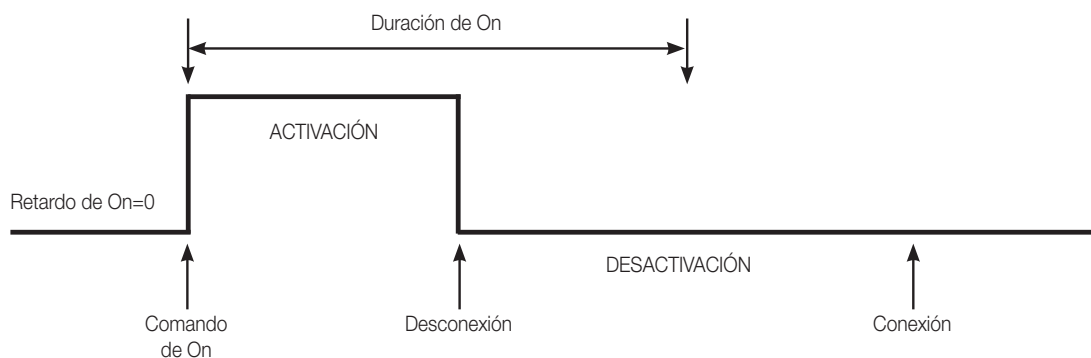 Duración de On
ACTIVACIÓN
Retardo de On=0
DESACTIVACIÓN
Comando
de On
Desconexión
Conexión